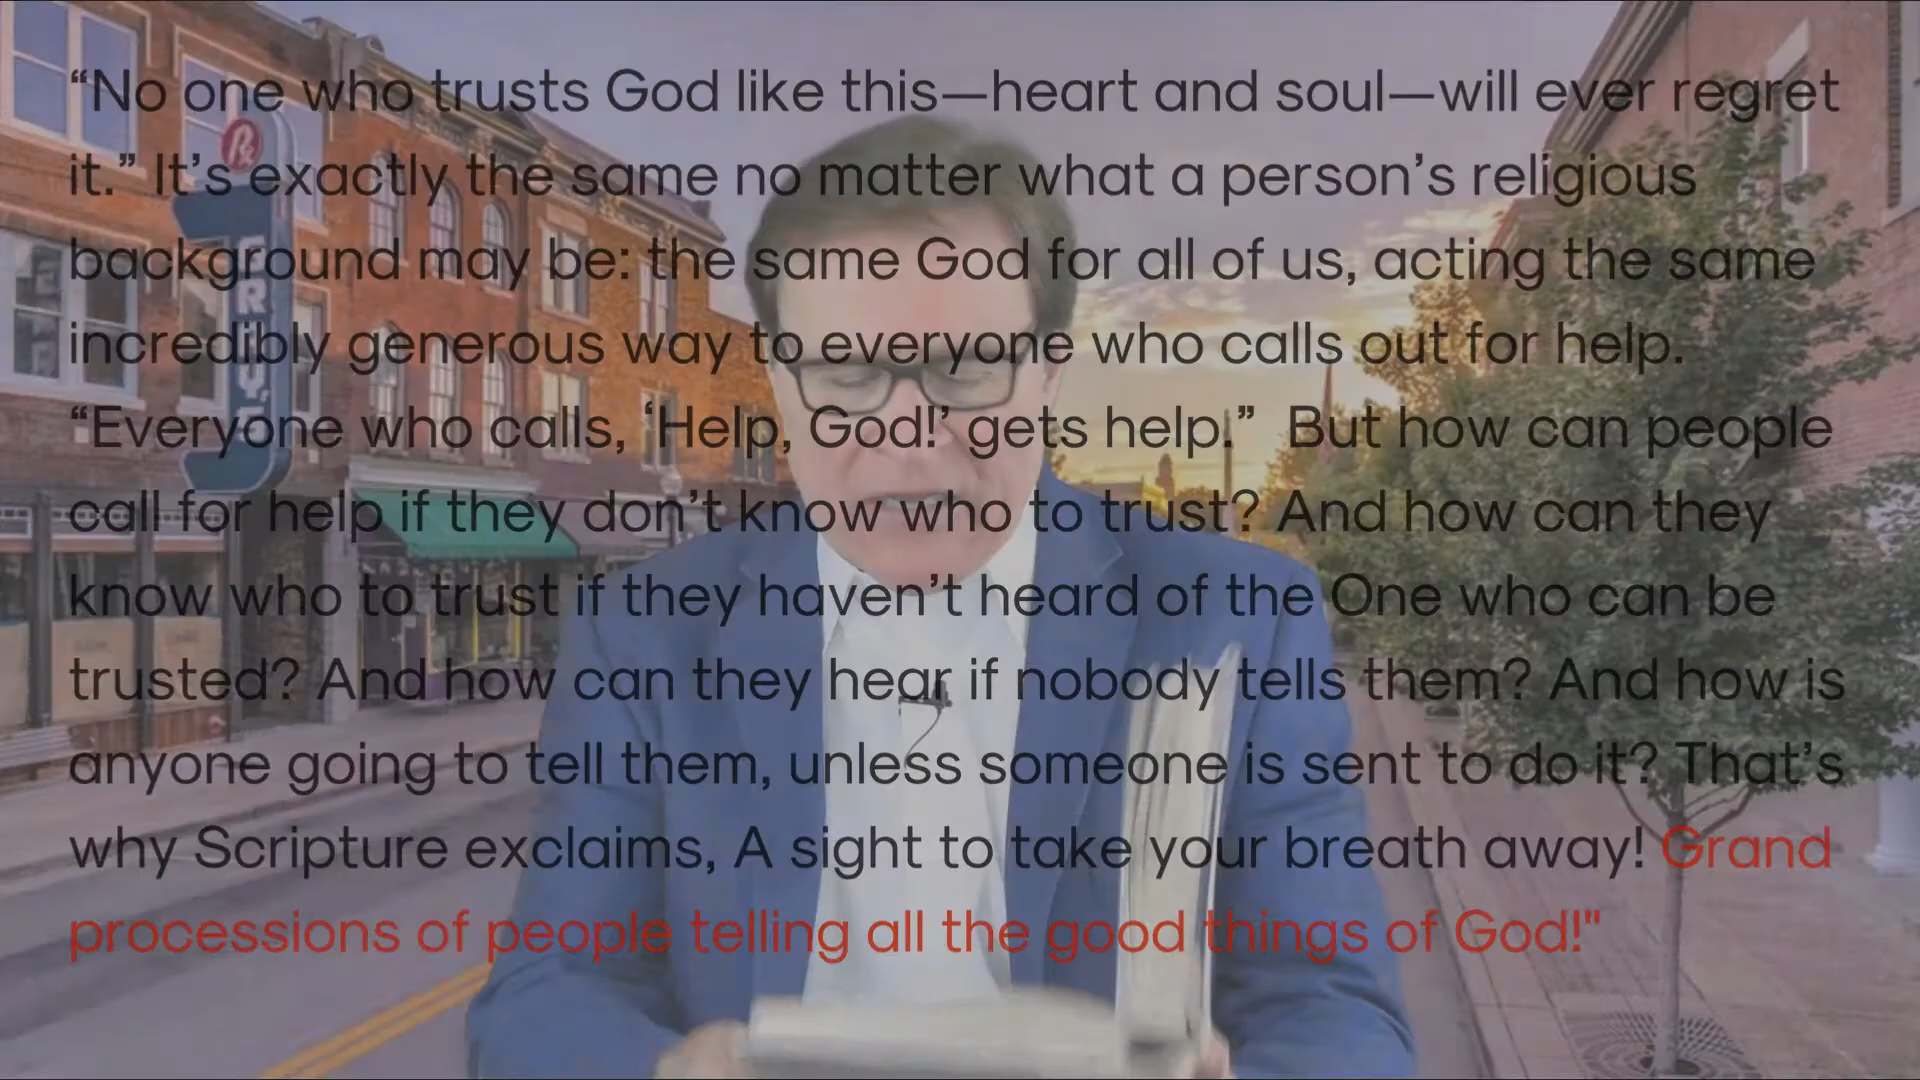 “No one who trusts God like this—heart and soul—will ever regret
it.” It’s exactly the same no matter what a person’s religious
background may be: the same God for all of us, acting the same
incredibly generous way to everyone who calls out for help.
“Everyone who calls, ‘Help, God!’ gets help.” But how can people
call for help if they don’t know who to trust? And how can they
know who to trust if they haven’t heard of the One who can be
trusted? And how can they hear if nobody tells them? And how is
anyone going to tell them, unless someone is sent to do it? That’s
why Scripture exclaims, A sight to take your breath away! Grand
processions of people telling all the good things of God!"
Rx
GRAY'S